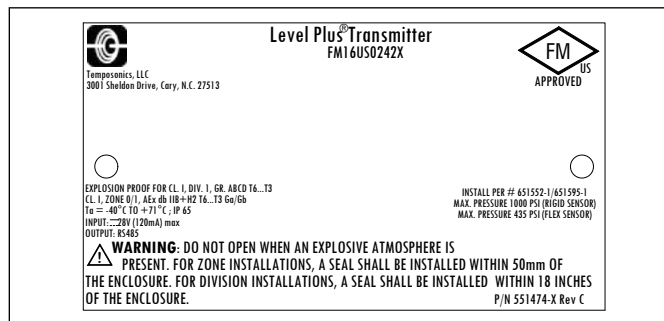 Level Plus® Transmitter
FM16US0242X
FM
US
APPROVED
Temposonics, LLC
3001 Sheldon Drive, Cary, N.C. 27513
EXPLOSION PROOF FOR CL. I, DIV. 1, GR. ABCD T6...T3
CL. I, ZONE 0/1, AEx db IIB+H2 T6...T3 Ga/Gb
Ta = -40°C TO +71°C ; IP 65
INPUT: ⎓28V (120mA) max
OUTPUT: RS485
INSTALL PER # 651552-1/651595-1
MAX. PRESSURE 1000 PSI (RIGID SENSOR)
MAX. PRESSURE 435 PSI (FLEX SENSOR)
WARNING: DO NOT OPEN WHEN AN EXPLOSIVE ATMOSPHERE IS
PRESENT. FOR ZONE INSTALLATIONS, A SEAL SHALL BE INSTALLED WITHIN 50mm OF
THE ENCLOSURE. FOR DIVISION INSTALLATIONS, A SEAL SHALL BE INSTALLED WITHIN 18 INCHES
OF THE ENCLOSURE.
P/N 551474-X Rev C